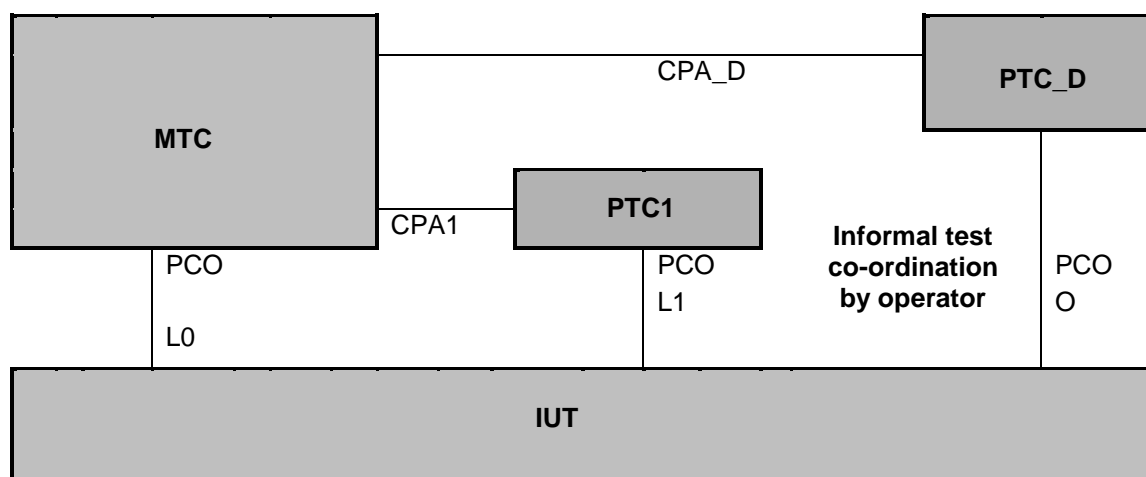 CPA_D
PTC_D
MTC
PTC1
CPA1
Informal test
co-ordination
by operator
PCO
L0
PCO
L1
PCO
O
IUT